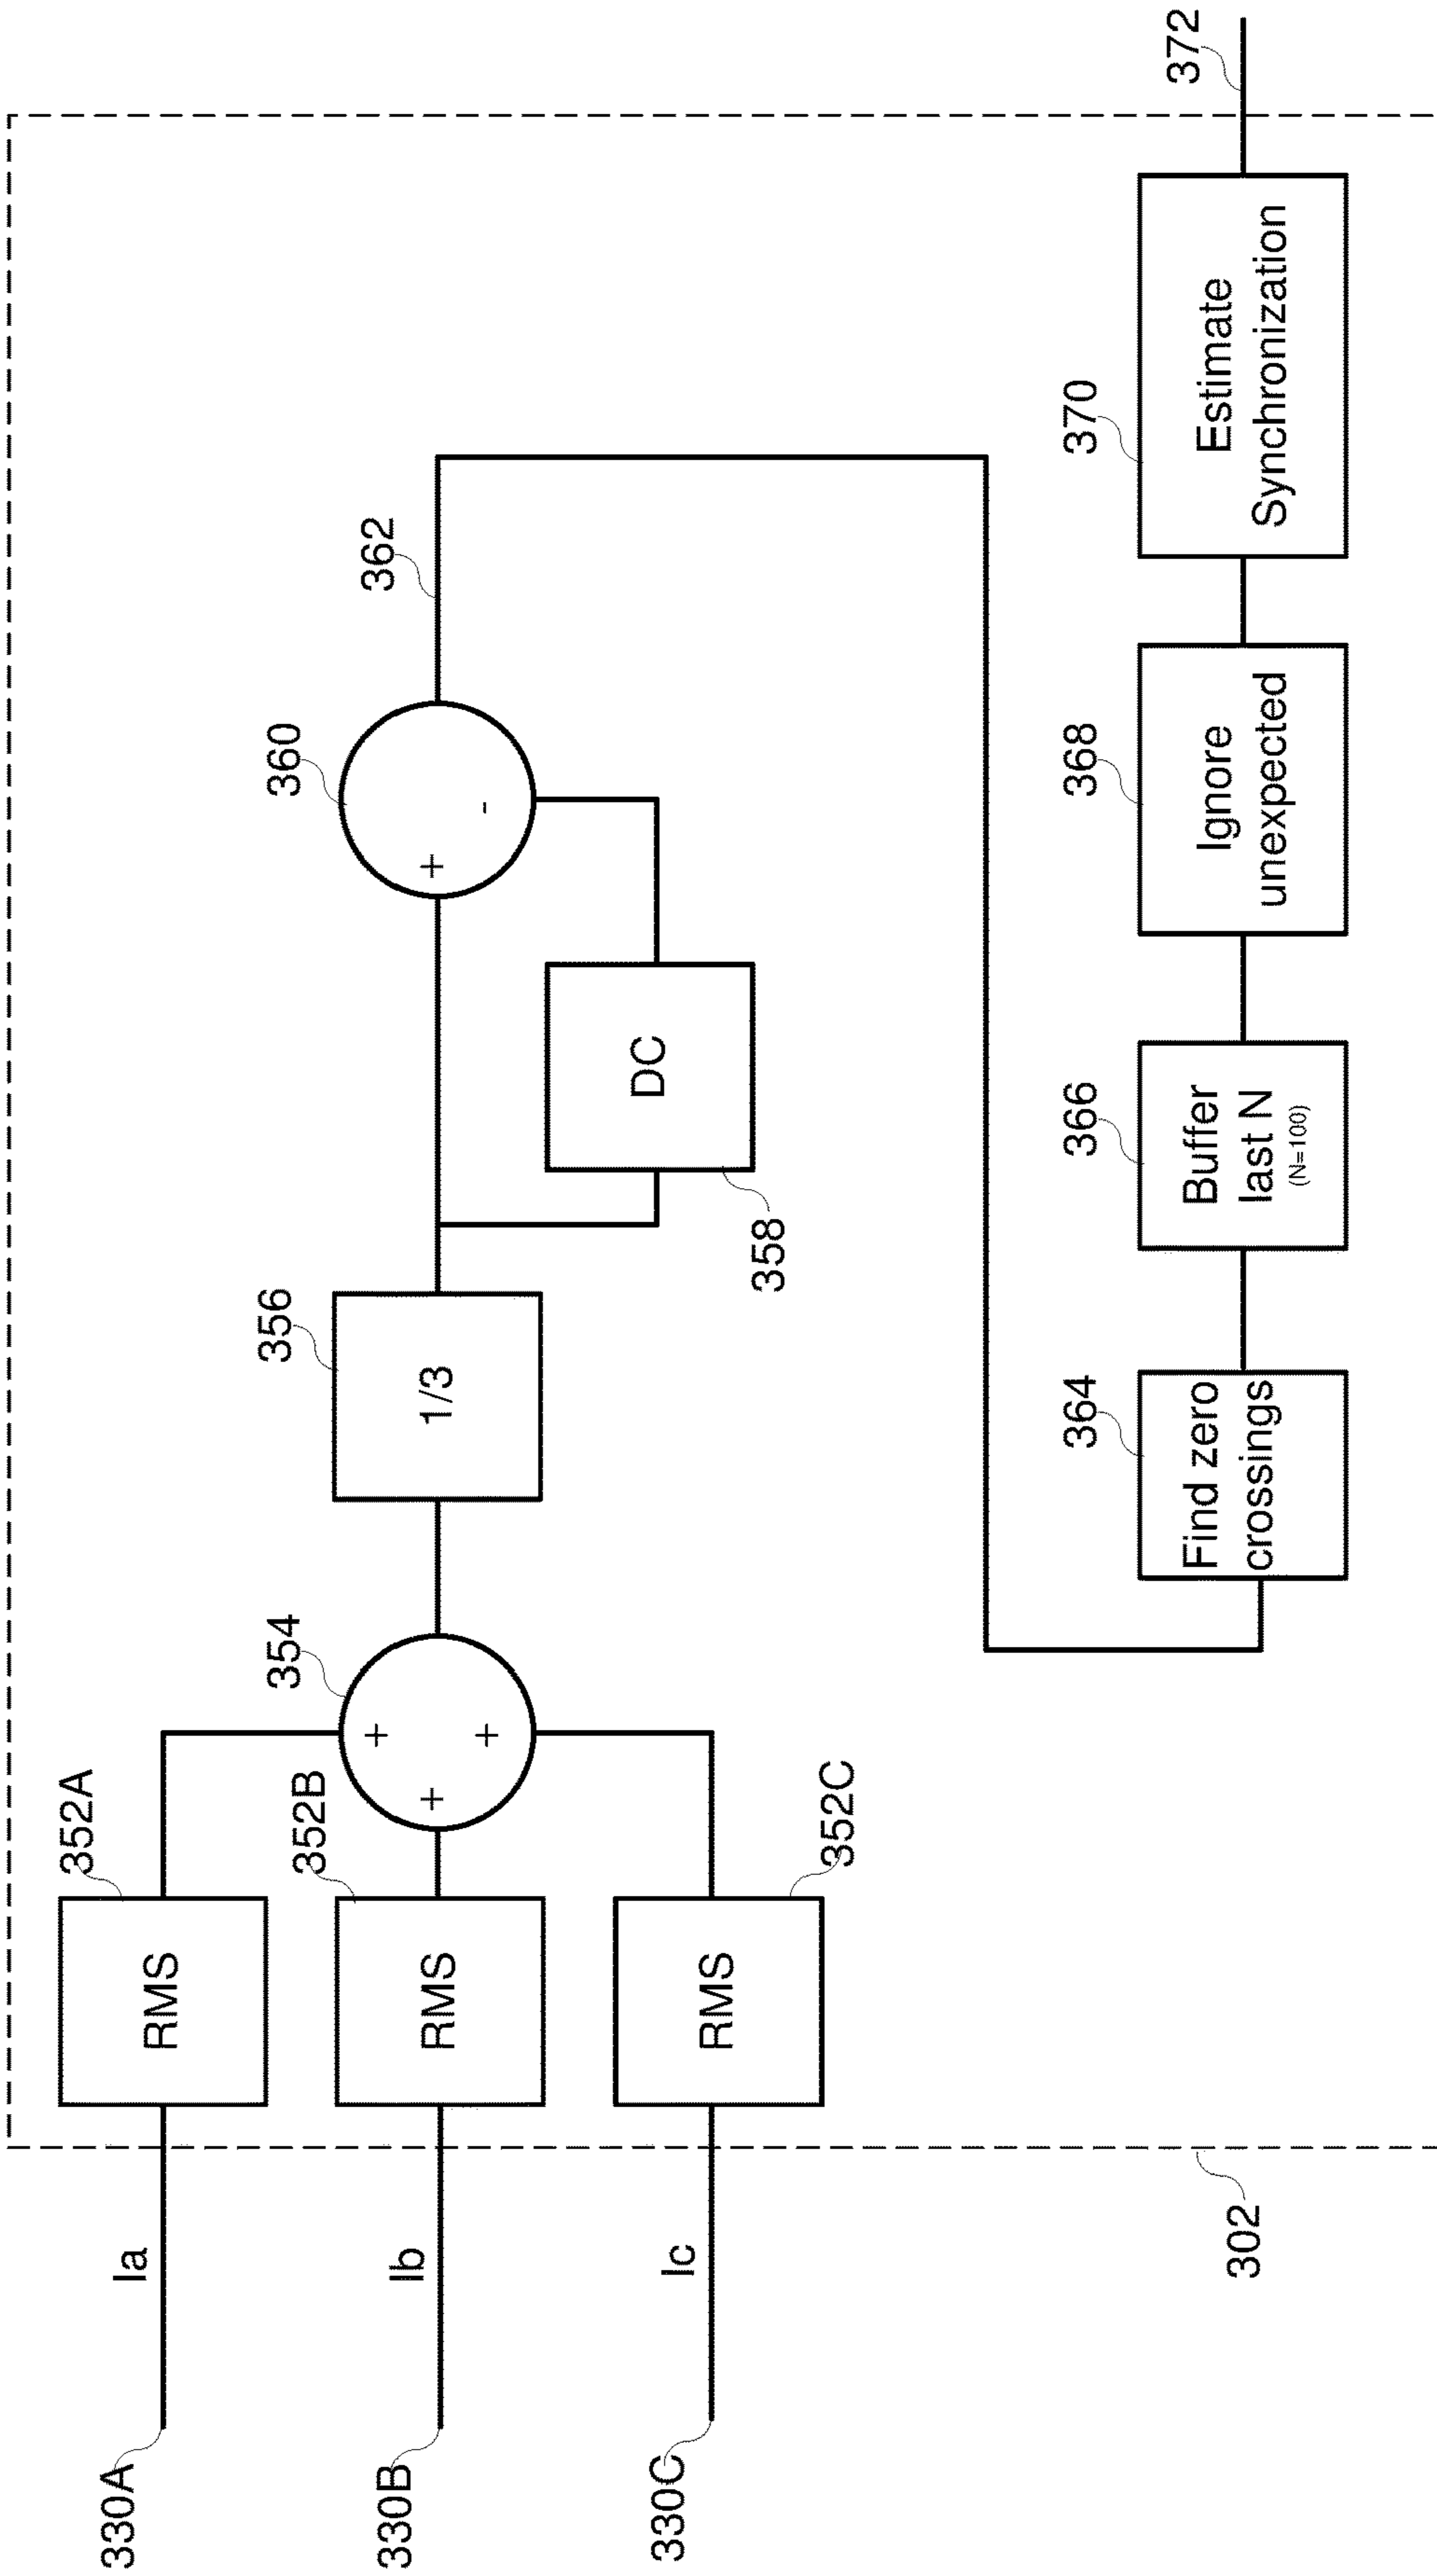 330A
Ia
352A
RMS
330B
Ib
352B
RMS
330C
Ic
352C
RMS
354
+
+
+
356
1/3
358
DC
360
+
-
362
302
364
Find zero
crossings
366
Buffer
last N
(N=100)
368
Ignore
unexpected
370
Estimate
Synchronization
372